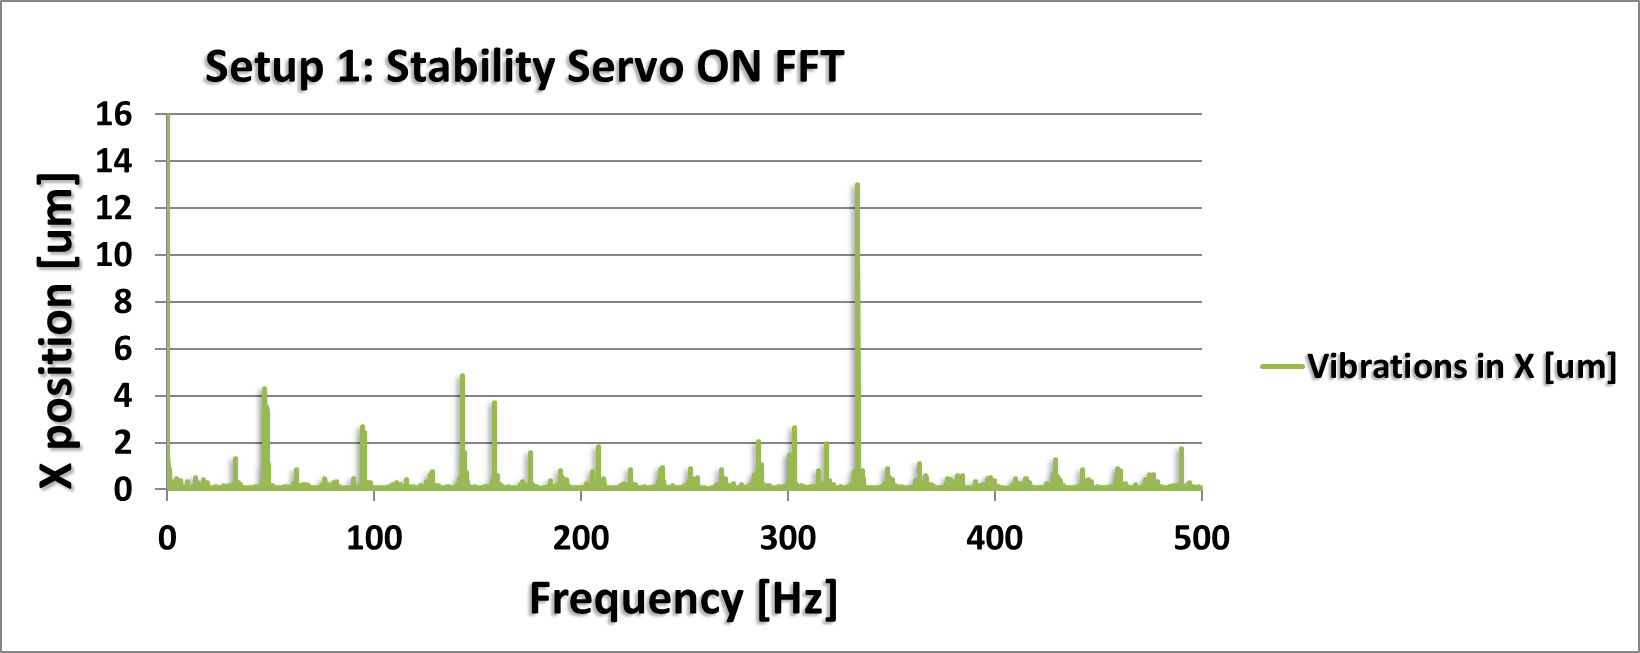 Setup 1: Stability Servo ON FFT
16
14
12
10
8
6
4
2
0
X position [um]
0 100 200 300 400 500
Frequency [Hz]
Vibrations in X [um]